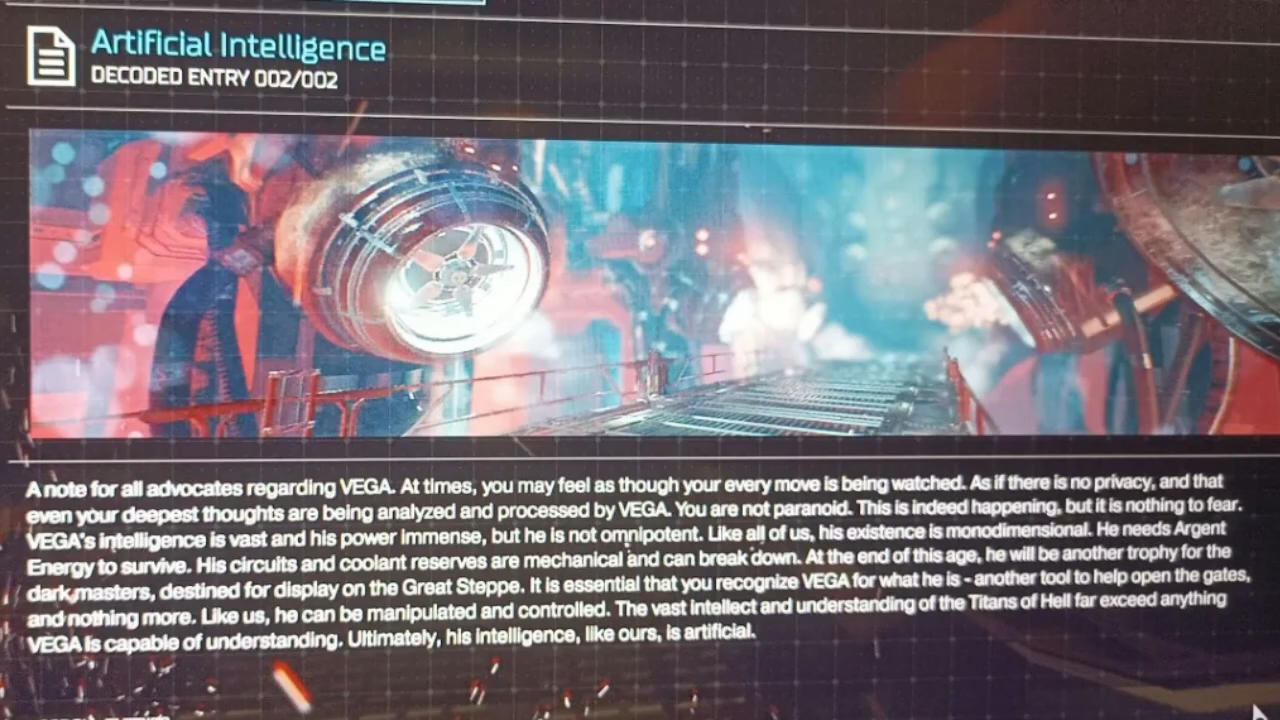 Artificial Intelligence
DECODED ENTRY 002/002
A note for all advocates regarding VEGA. At times, you may feel as though your every move is being watched. As if there is no privacy, and that
even your deepest thoughts are being analyzed and processed by VEGA. You are not paranoid. This is indeed happening, but it is nothing to fear.
VEGA's intelligence is vast and his power immense, but he is not omnipotent. Like all of us, his existence is monodimensional. He needs Argent
Energy to survive. His circuits and coolant reserves are mechanical and can break down. At the end of this age, he will be another trophy for the
dark masters, destined for display on the Great Steppe. It is essential that you recognize VEGA for what he is - another tool to help open the gates,
and nothing more. Like us, he can be manipulated and controlled. The vast intellect and understanding of the Titans of Hell far exceed anything
VEGA is capable of understanding. Ultimately, his intelligence, like ours, is artificial.